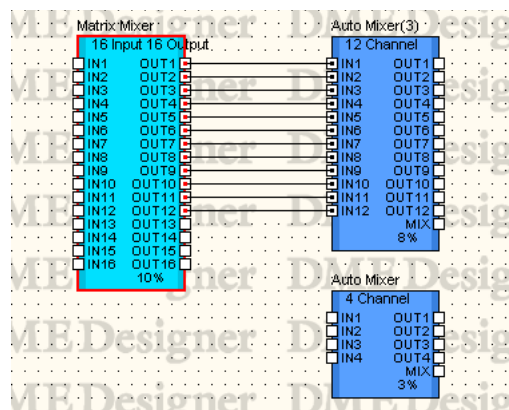 Matrix Mixer
16 Input 16 Output
IN1 OUT1
IN2 OUT2
IN3 OUT3
IN4 OUT4
IN5 OUT5
IN6 OUT6
IN7 OUT7
IN8 OUT8
IN9 OUT9
IN10 OUT10
IN11 OUT11
IN12 OUT12
IN13 OUT13
IN14 OUT14
IN15 OUT15
IN16 OUT16
10%
Auto Mixer(3)
12 Channel
IN1 OUT1
IN2 OUT2
IN3 OUT3
IN4 OUT4
IN5 OUT5
IN6 OUT6
IN7 OUT7
IN8 OUT8
IN9 OUT9
IN10 OUT10
IN11 OUT11
IN12 OUT12
MIX
8%
Auto Mixer
4 Channel
IN1 OUT1
IN2 OUT2
IN3 OUT3
IN4 OUT4
MIX
3%
DME Designer